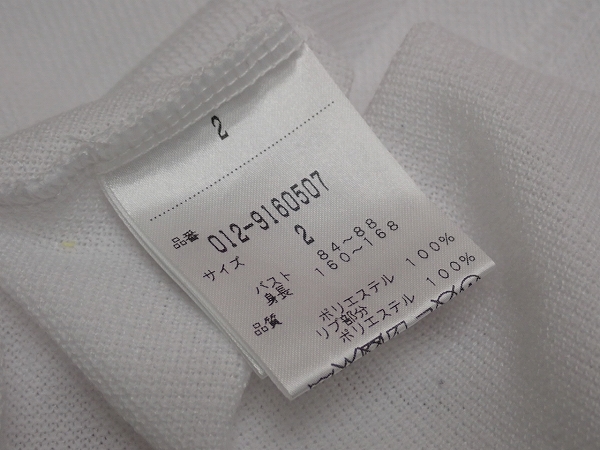 2
品番 012-9160507
サイズ 2
バスト 84~88
身長 160~168
品質 ポリエステル 100%
リブ部分
ポリエステル 100%